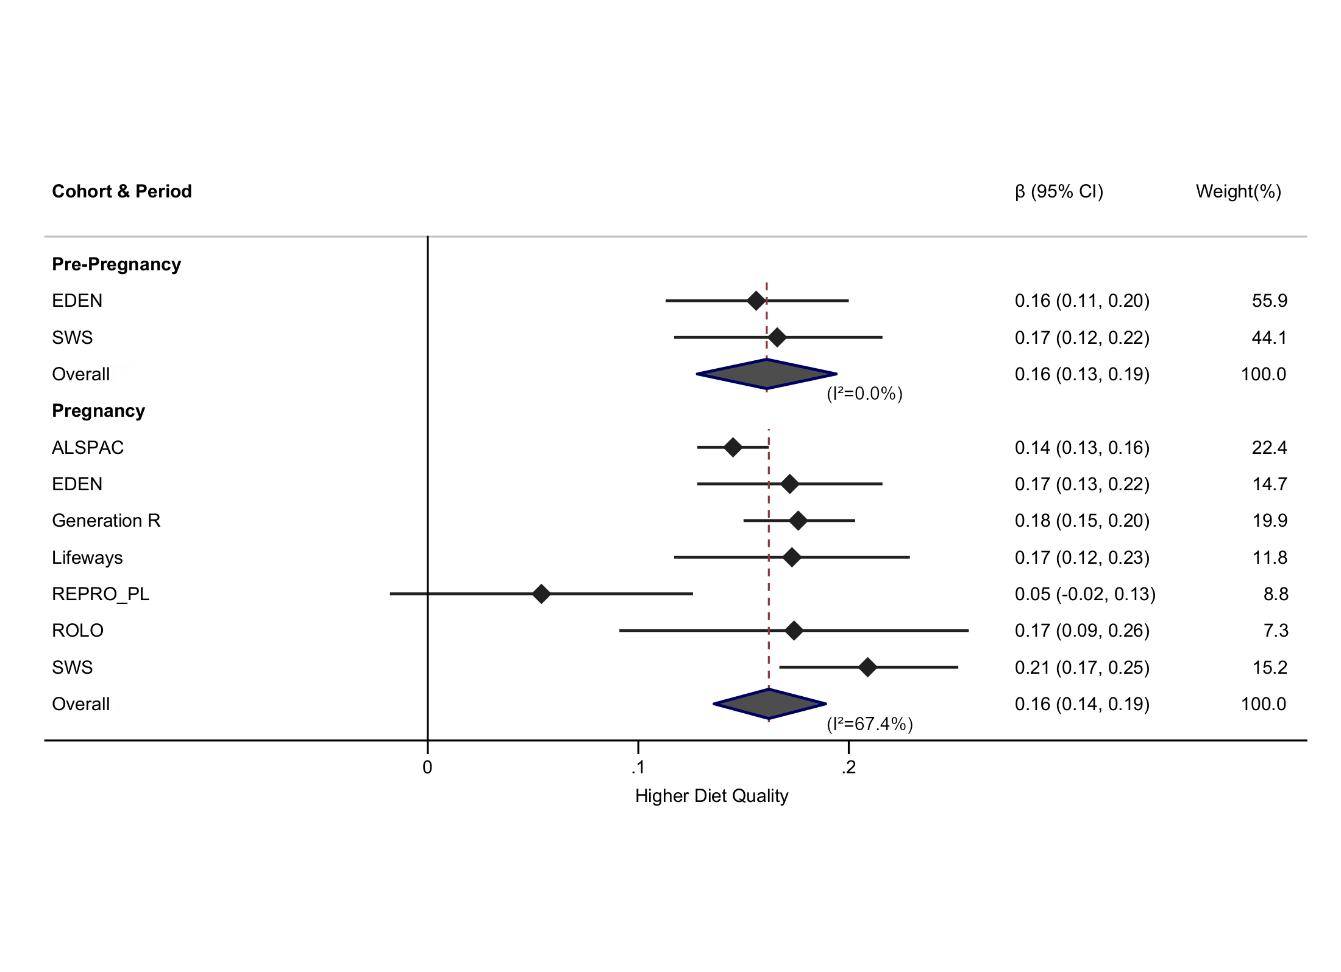 Cohort & Period β (95% CI) Weight(%)
Pre-Pregnancy
EDEN 0.16 (0.11, 0.20) 55.9
SWS 0.17 (0.12, 0.22) 44.1
Overall 0.16 (0.13, 0.19) 100.0
(I²=0.0%)
Pregnancy
ALSPAC 0.14 (0.13, 0.16) 22.4
EDEN 0.17 (0.13, 0.22) 14.7
Generation R 0.18 (0.15, 0.20) 19.9
Lifeways 0.17 (0.12, 0.23) 11.8
REPRO_PL 0.05 (-0.02, 0.13) 8.8
ROLO 0.17 (0.09, 0.26) 7.3
SWS 0.21 (0.17, 0.25) 15.2
Overall 0.16 (0.14, 0.19) 100.0
(I²=67.4%)
0 .1 .2
Higher Diet Quality